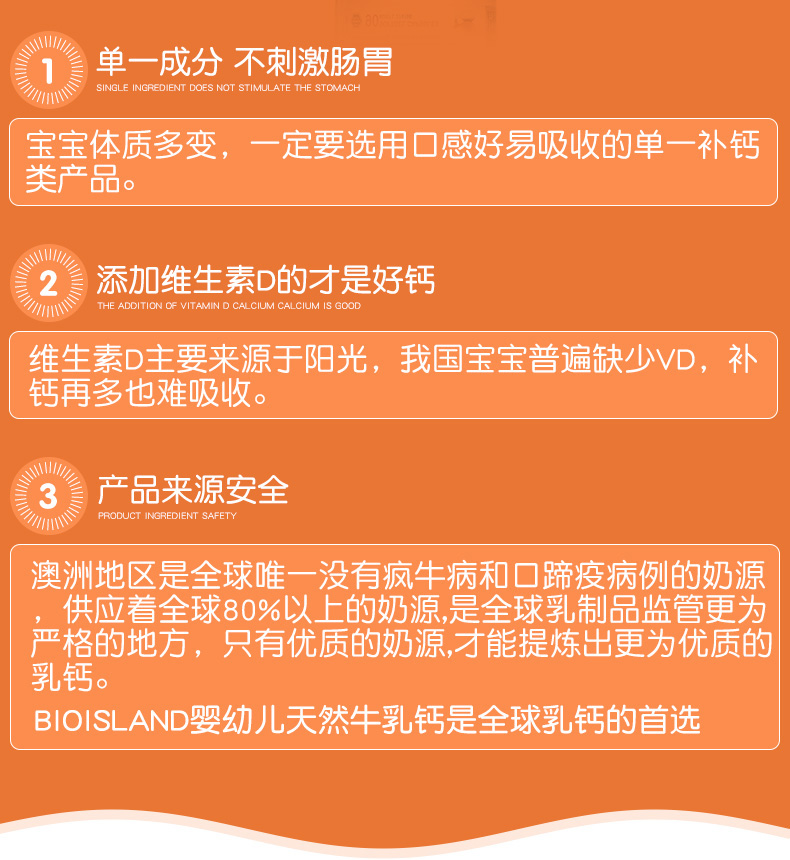 1
单一成分 不刺激肠胃
SINGLE INGREDIENT DOES NOT STIMULATE THE STOMACH
宝宝体质多变，一定要选用口感好易吸收的单一补钙
类产品。
2
添加维生素D的才是好钙
THE ADDITION OF VITAMIN D CALCIUM CALCIUM IS GOOD
维生素D主要来源于阳光，我国宝宝普遍缺少VD，补
钙再多也难吸收。
3
产品来源安全
PRODUCT INGREDIENT SAFETY
澳洲地区是全球唯一没有疯牛病和口蹄疫病例的奶源
，供应着全球80%以上的奶源,是全球乳制品监管更为
严格的地方，只有优质的奶源,才能提炼出更为优质的
乳钙。
BIOISLAND婴幼儿天然牛乳钙是全球乳钙的首选